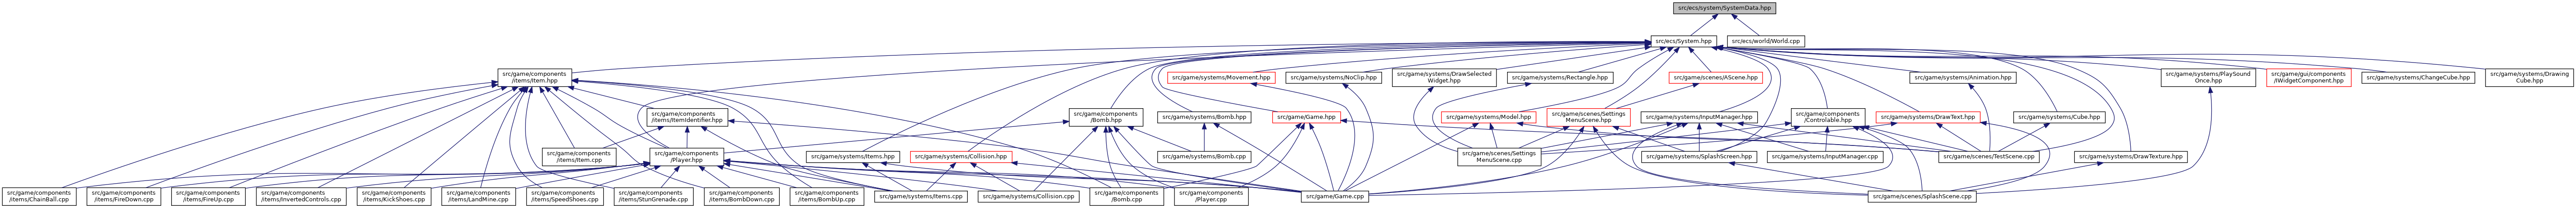 src/ecs/system/SystemData.hpp
src/ecs/System.hpp
src/ecs/world/World.cpp
src/game/components
/items/Item.hpp
src/game/systems/Movement.hpp
src/game/systems/NoClip.hpp
src/game/systems/DrawSelected
Widget.hpp
src/game/systems/Rectangle.hpp
src/game/scenes/AScene.hpp
src/game/systems/Animation.hpp
src/game/systems/PlaySound
Once.hpp
src/game/gui/components
/IWidgetComponent.hpp
src/game/systems/ChangeCube.hpp
src/game/systems/Drawing
Cube.hpp
src/game/components
/items/ItemIdentifier.hpp
src/game/components
/Bomb.hpp
src/game/systems/Bomb.hpp
src/game/systems/Game.hpp
src/game/systems/Model.hpp
src/game/scenes/Settings
MenuScene.hpp
src/game/systems/InputManager.hpp
src/game/components
/Controlable.hpp
src/game/systems/DrawText.hpp
src/game/systems/Cube.hpp
src/game/components
/items/Item.cpp
src/game/components
/Player.hpp
src/game/systems/Items.hpp
src/game/systems/Collision.hpp
src/game/systems/Bomb.cpp
src/game/scenes/Settings
MenuScene.cpp
src/game/systems/SplashScreen.hpp
src/game/systems/InputManager.cpp
src/game/scenes/TestScene.cpp
src/game/systems/DrawTexture.hpp
src/game/components
/items/ChainBall.cpp
src/game/components
/items/FireDown.cpp
src/game/components
/items/FireUp.cpp
src/game/components
/items/InvertedControls.cpp
src/game/components
/items/KickShoes.cpp
src/game/components
/items/LandMine.cpp
src/game/components
/items/SpeedShoes.cpp
src/game/components
/items/StunGrenade.cpp
src/game/components
/items/BombDown.cpp
src/game/components
/items/BombUp.cpp
src/game/systems/Items.cpp
src/game/systems/Collision.cpp
src/game/components
/Bomb.cpp
src/game/components
/Player.cpp
src/game/Game.cpp
src/game/scenes/SplashScene.cpp